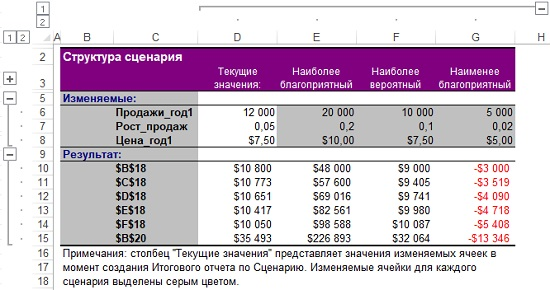 1
2
1 2 A B C D E F G H
2 Структура сценария
Текущие Наиболее Наиболее Наименее
3 значения: благоприятный вероятный благоприятный
5 Изменяемые:
6 Продажи_год1 12 000 20 000 10 000 5 000
7 Рост_продаж 0,05 0,2 0,1 0,02
8 Цена_год1 $7,50 $10,00 $7,50 $5,00
9 Результат:
10 $B$18 $10 800 $48 000 $9 000 -$3 000
11 $C$18 $10 773 $57 600 $9 405 -$3 519
12 $D$18 $10 651 $69 016 $9 741 -$4 090
13 $E$18 $10 417 $82 561 $9 980 -$4 718
14 $F$18 $10 050 $98 588 $10 087 -$5 408
15 $B$20 $35 493 $226 893 $32 064 -$13 346
16 Примечания: столбец "Текущие значения" представляет значения изменяемых ячеек в
17 момент создания Итогового отчета по Сценарию. Изменяемые ячейки для каждого
18 сценария выделены серым цветом.